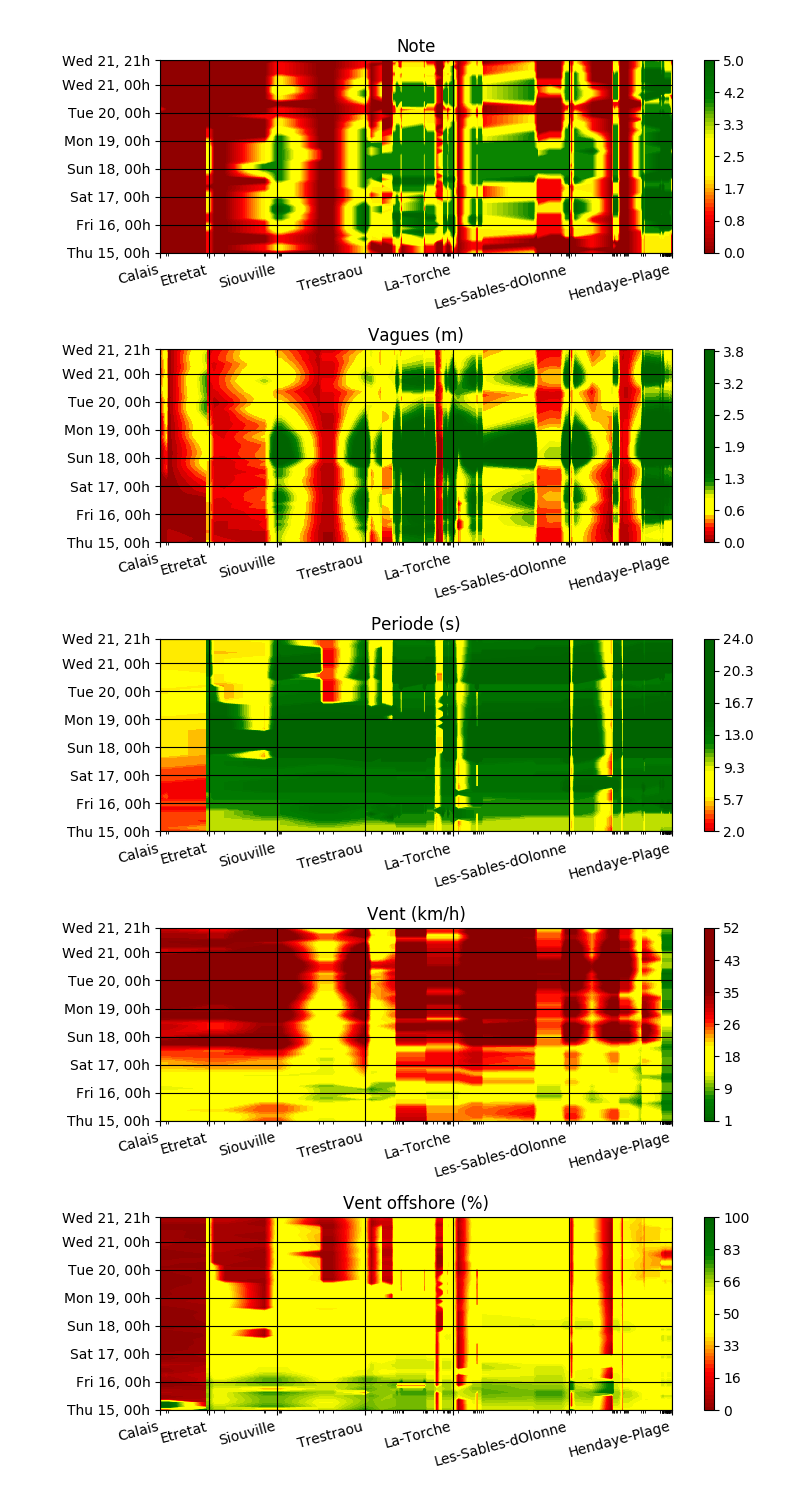 Note
Wed 21, 21h
Wed 21, 00h
Tue 20, 00h
Mon 19, 00h
Sun 18, 00h
Sat 17, 00h
Fri 16, 00h
Thu 15, 00h
Calais Etretat Siouville Trestraou La-Torche Les-Sables-dOlonne Hendaye-Plage
5.0
4.2
3.3
2.5
1.7
0.8
0.0
Vagues (m)
Wed 21, 21h
Wed 21, 00h
Tue 20, 00h
Mon 19, 00h
Sun 18, 00h
Sat 17, 00h
Fri 16, 00h
Thu 15, 00h
Calais Etretat Siouville Trestraou La-Torche Les-Sables-dOlonne Hendaye-Plage
3.8
3.2
2.5
1.9
1.3
0.6
0.0
Periode (s)
Wed 21, 21h
Wed 21, 00h
Tue 20, 00h
Mon 19, 00h
Sun 18, 00h
Sat 17, 00h
Fri 16, 00h
Thu 15, 00h
Calais Etretat Siouville Trestraou La-Torche Les-Sables-dOlonne Hendaye-Plage
24.0
20.3
16.7
13.0
9.3
5.7
2.0
Vent (km/h)
Wed 21, 21h
Wed 21, 00h
Tue 20, 00h
Mon 19, 00h
Sun 18, 00h
Sat 17, 00h
Fri 16, 00h
Thu 15, 00h
Calais Etretat Siouville Trestraou La-Torche Les-Sables-dOlonne Hendaye-Plage
52
43
35
26
18
9
1
Vent offshore (%)
Wed 21, 21h
Wed 21, 00h
Tue 20, 00h
Mon 19, 00h
Sun 18, 00h
Sat 17, 00h
Fri 16, 00h
Thu 15, 00h
Calais Etretat Siouville Trestraou La-Torche Les-Sables-dOlonne Hendaye-Plage
100
83
66
50
33
16
0